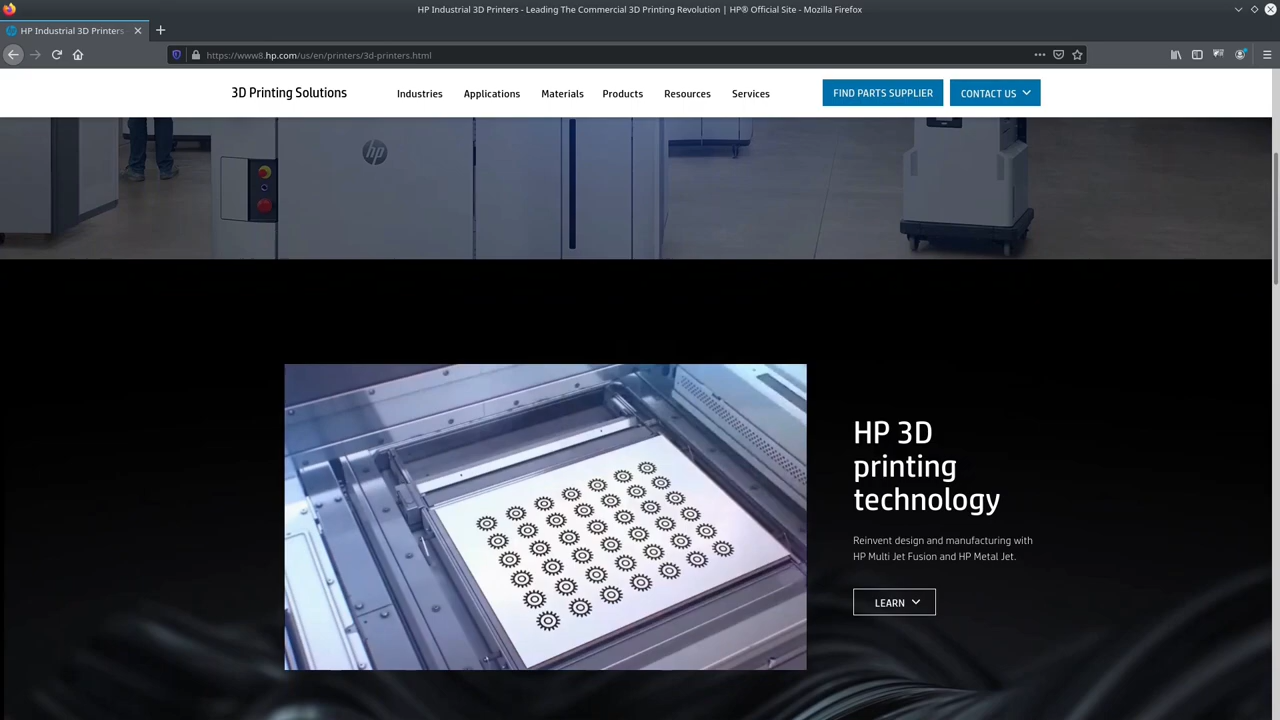 HP Industrial 3D Printers - Leading The Commercial 3D Printing Revolution | HP® Official Site - Mozilla Firefox
HP Industrial 3D Printers
https://www8.hp.com/us/en/printers/3d-printers.html
3D Printing Solutions
Industries
Applications
Materials
Products
Resources
Services
FIND PARTS SUPPLIER
CONTACT US
hp
HP 3D
printing
technology
Reinvent design and manufacturing with
HP Multi Jet Fusion and HP Metal Jet.
LEARN